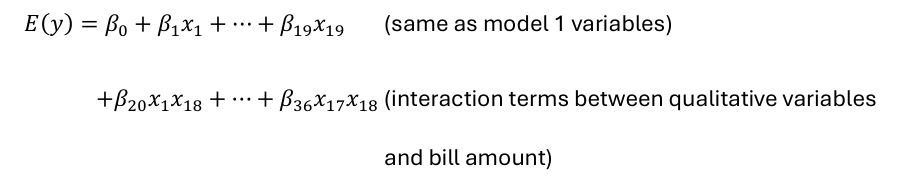 E(y) = β₀ + β₁x₁ + ⋯ + β₁₉x₁₉ (same as model 1 variables)
+β₂₀x₁x₁₈ + ⋯ + β₃₆x₁₇x₁₈ (interaction terms between qualitative variables
and bill amount)